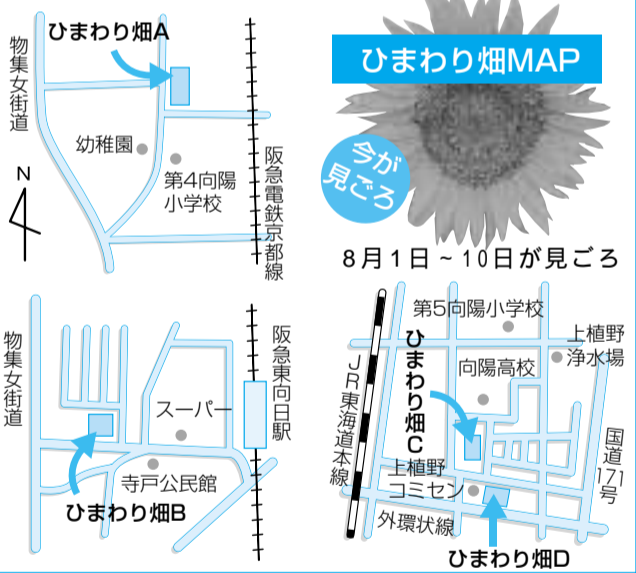 ひまわり畑MAP
今が
見ごろ
8月1日~10日が見ごろ
ひまわり畑A
物集女街道
幼稚園
第4向陽
小学校
阪急電鉄京都線
N
物集女街道
阪急東向日駅
スーパー
寺戸公民館
ひまわり畑B
第5向陽小学校
上植野
浄水場
ひまわり畑C
向陽高校
JR東海道本線
上植野
コミセン
国道171号
外環状線
ひまわり畑D